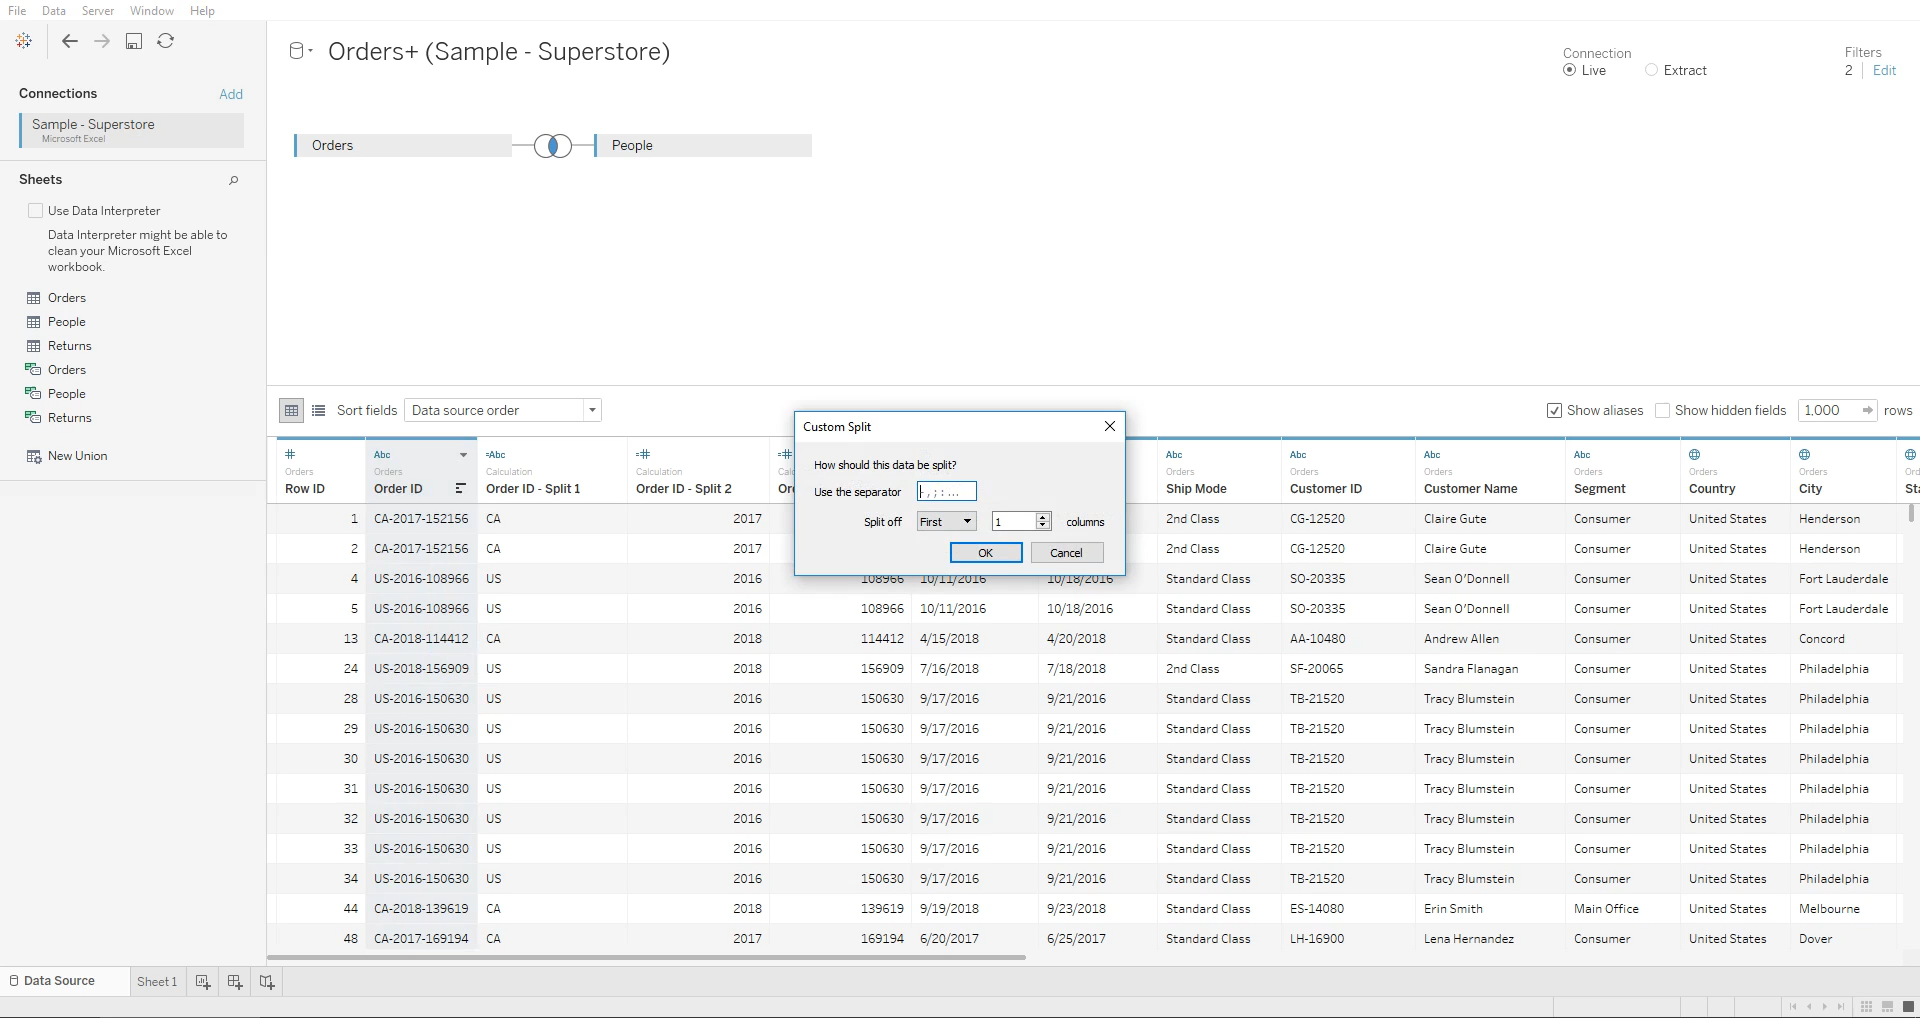 File Data Server Window Help
Orders+ (Sample - Superstore)
Connection
Live Extract
Filters
2 Edit
Connections Add
Sample - Superstore
Microsoft Excel
Orders
People
Sheets
Use Data Interpreter
Data Interpreter might be able to
clean your Microsoft Excel
workbook.
Orders
People
Returns
Orders
People
Returns
New Union
Sort fields Data source order
Show aliases Show hidden fields 1,000 rows
Custom Split
How should this data be split?
Use the separator - , ; : ...
Split off First 1 columns
OK Cancel
# Abc =Abc =# =# Abc Abc Abc Abc
Orders Orders Calculation Calculation Calc Orders Orders Orders Orders Orders Orders Ord
Row ID Order ID Order ID - Split 1 Order ID - Split 2 Or Ship Mode Customer ID Customer Name Segment Country City Sta
1 CA-2017-152156 CA 2017 2nd Class CG-12520 Claire Gute Consumer United States Henderson
2 CA-2017-152156 CA 2017 2nd Class CG-12520 Claire Gute Consumer United States Henderson
4 US-2016-108966 US 2016 108966 10/11/2016 10/18/2016 Standard Class SO-20335 Sean O'Donnell Consumer United States Fort Lauderdale
5 US-2016-108966 US 2016 108966 10/11/2016 10/18/2016 Standard Class SO-20335 Sean O'Donnell Consumer United States Fort Lauderdale
13 CA-2018-114412 CA 2018 114412 4/15/2018 4/20/2018 Standard Class AA-10480 Andrew Allen Consumer United States Concord
24 US-2018-156909 US 2018 156909 7/16/2018 7/18/2018 2nd Class SF-20065 Sandra Flanagan Consumer United States Philadelphia
28 US-2016-150630 US 2016 150630 9/17/2016 9/21/2016 Standard Class TB-21520 Tracy Blumstein Consumer United States Philadelphia
29 US-2016-150630 US 2016 150630 9/17/2016 9/21/2016 Standard Class TB-21520 Tracy Blumstein Consumer United States Philadelphia
30 US-2016-150630 US 2016 150630 9/17/2016 9/21/2016 Standard Class TB-21520 Tracy Blumstein Consumer United States Philadelphia
31 US-2016-150630 US 2016 150630 9/17/2016 9/21/2016 Standard Class TB-21520 Tracy Blumstein Consumer United States Philadelphia
32 US-2016-150630 US 2016 150630 9/17/2016 9/21/2016 Standard Class TB-21520 Tracy Blumstein Consumer United States Philadelphia
33 US-2016-150630 US 2016 150630 9/17/2016 9/21/2016 Standard Class TB-21520 Tracy Blumstein Consumer United States Philadelphia
34 US-2016-150630 US 2016 150630 9/17/2016 9/21/2016 Standard Class TB-21520 Tracy Blumstein Consumer United States Philadelphia
44 CA-2018-139619 CA 2018 139619 9/19/2018 9/23/2018 Standard Class ES-14080 Erin Smith Main Office United States Melbourne
48 CA-2017-169194 CA 2017 169194 6/20/2017 6/25/2017 Standard Class LH-16900 Lena Hernandez Consumer United States Dover
Data Source Sheet 1